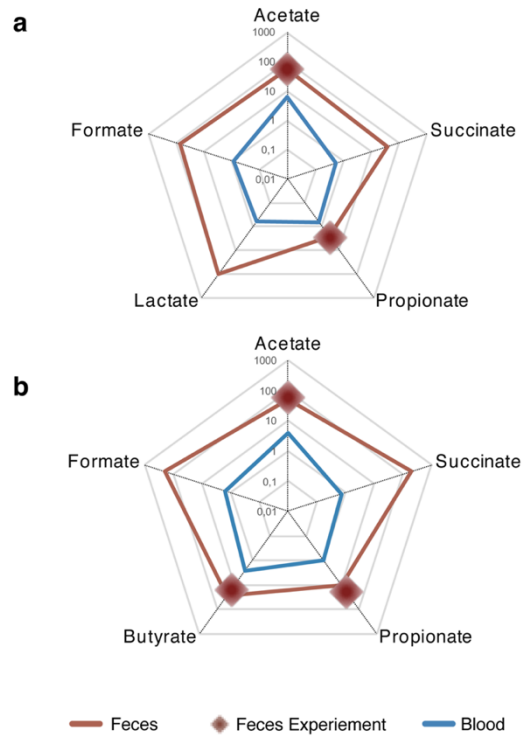 a
Acetate
1000
100
10
1
0,1
0,01
Formate
Succinate
Lactate
Propionate
b
Acetate
1000
100
10
1
0,1
0,01
Formate
Succinate
Butyrate
Propionate
Feces
Feces Experiement
Blood